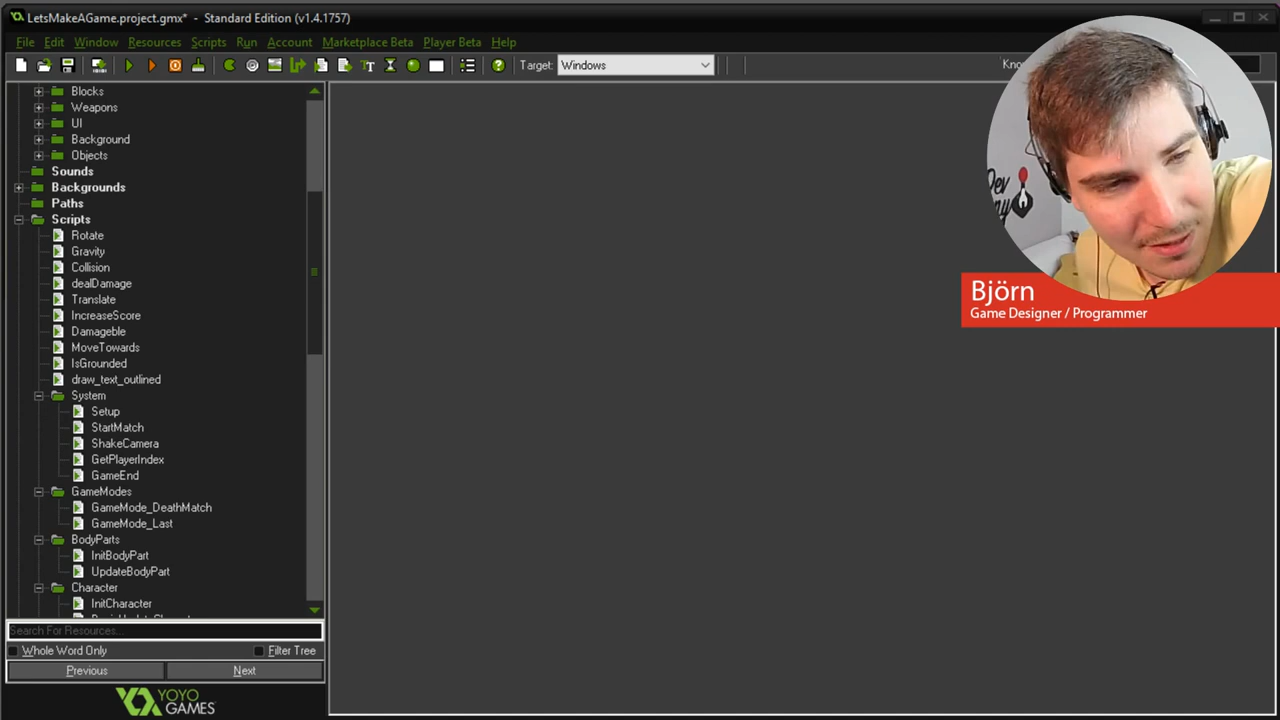 LetsMakeAGame.project.gmx* - Standard Edition (v1.4.1757)
File Edit Window Resources Scripts Run Account Marketplace Beta Player Beta Help
Target: Windows
Blocks
Weapons
UI
Background
Objects
Sounds
Backgrounds
Paths
Scripts
Rotate
Gravity
Collision
dealDamage
Translate
IncreaseScore
Damageble
MoveTowards
IsGrounded
draw_text_outlined
System
Setup
StartMatch
ShakeCamera
GetPlayerIndex
GameEnd
GameModes
GameMode_DeathMatch
GameMode_Last
BodyParts
InitBodyPart
UpdateBodyPart
Character
InitCharacter
Search For Resources...
Whole Word Only Filter Tree
Previous Next
YOYO
GAMES
Björn
Game Designer / Programmer